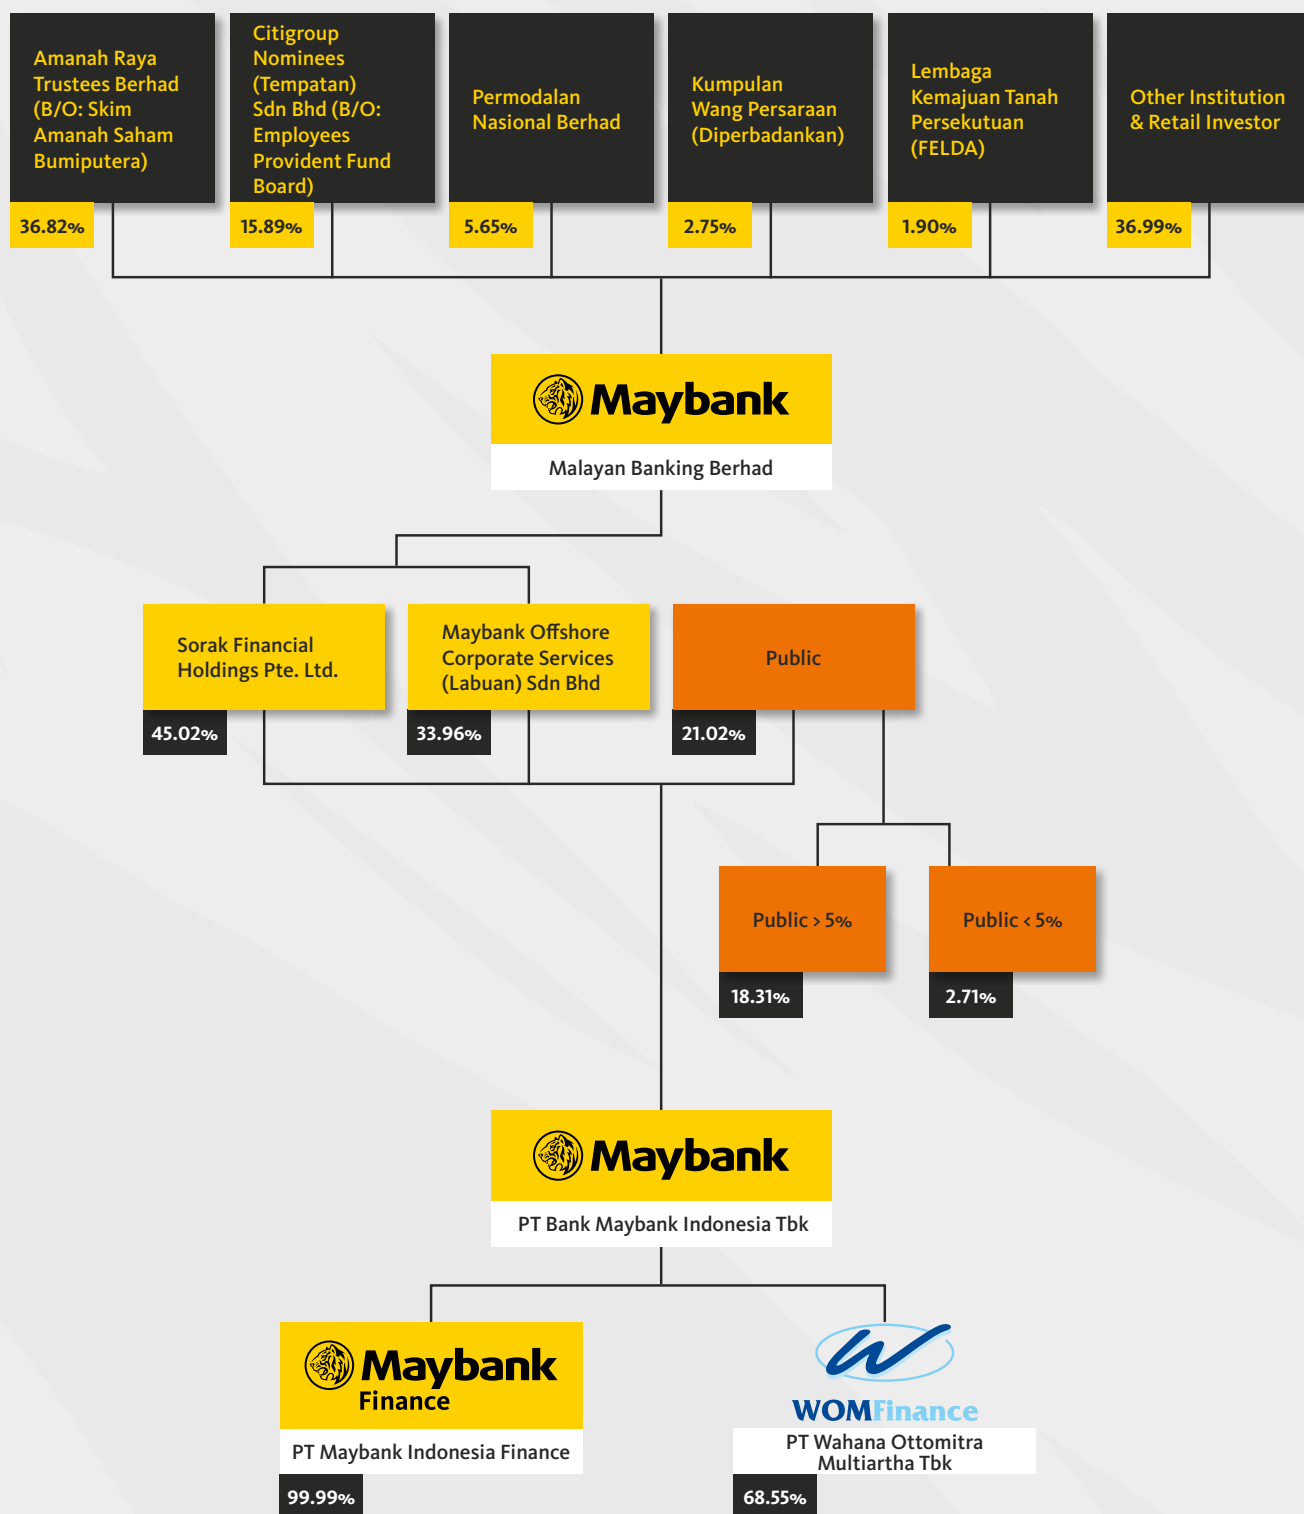 Amanah Raya
Trustees Berhad
(B/O: Skim
Amanah Saham
Bumiputera)
36.82%
Citigroup
Nominees
(Tempatan)
Sdn Bhd (B/O:
Employees
Provident Fund
Board)
15.89%
Permodalan
Nasional Berhad
5.65%
Kumpulan
Wang Persaraan
(Diperbadankan)
2.75%
Lembaga
Kemajuan Tanah
Persekutuan
(FELDA)
1.90%
Other Institution
& Retail Investor
36.99%
Maybank
Malayan Banking Berhad
Sorak Financial
Holdings Pte. Ltd.
45.02%
Maybank Offshore
Corporate Services
(Labuan) Sdn Bhd
33.96%
Public
21.02%
Public > 5%
18.31%
Public < 5%
2.71%
Maybank
PT Bank Maybank Indonesia Tbk
Maybank
Finance
PT Maybank Indonesia Finance
99.99%
WOMFinance
PT Wahana Ottomitra
Multiartha Tbk
68.55%